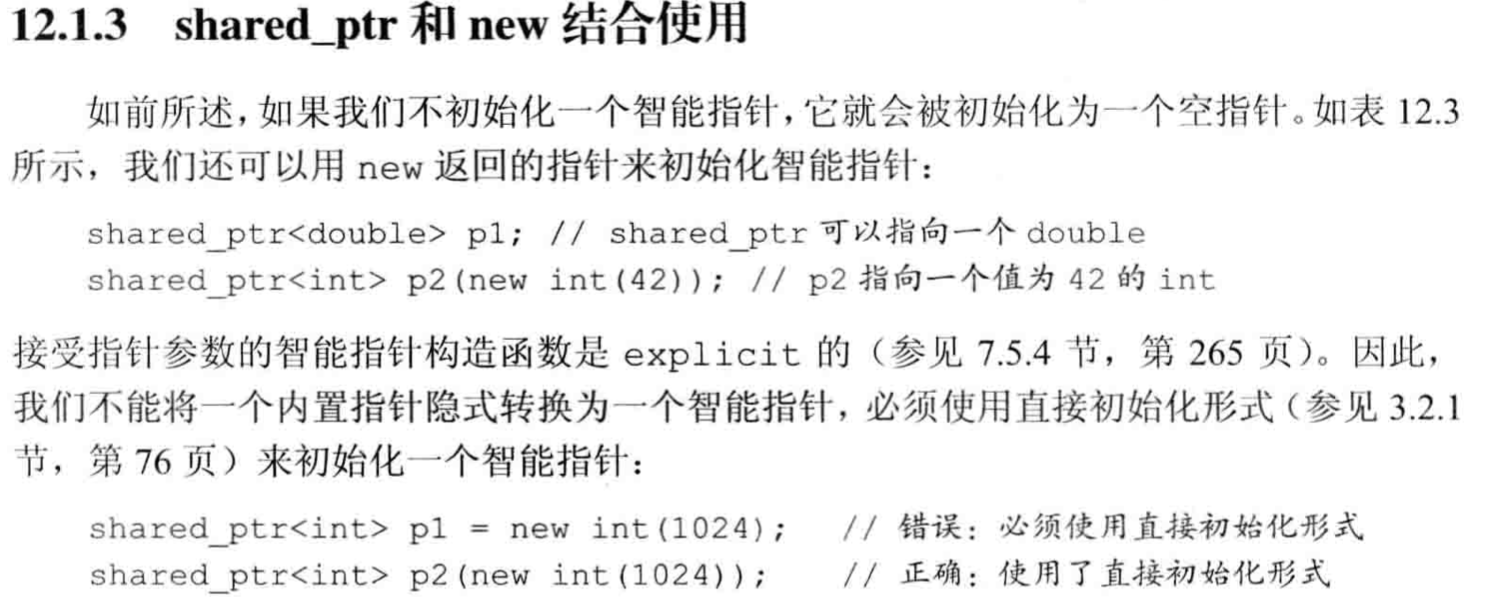 12.1.3 shared_ptr 和 new 结合使用
如前所述，如果我们不初始化一个智能指针，它就会被初始化为一个空指针。如表 12.3
所示，我们还可以用 new 返回的指针来初始化智能指针：
shared_ptr<double> p1; // shared_ptr 可以指向一个 double
shared_ptr<int> p2(new int(42)); // p2 指向一个值为 42 的 int
接受指针参数的智能指针构造函数是 explicit 的（参见 7.5.4 节，第 265 页）。因此，
我们不能将一个内置指针隐式转换为一个智能指针，必须使用直接初始化形式（参见 3.2.1
节，第 76 页）来初始化一个智能指针：
shared_ptr<int> p1 = new int(1024); // 错误：必须使用直接初始化形式
shared_ptr<int> p2(new int(1024)); // 正确：使用了直接初始化形式